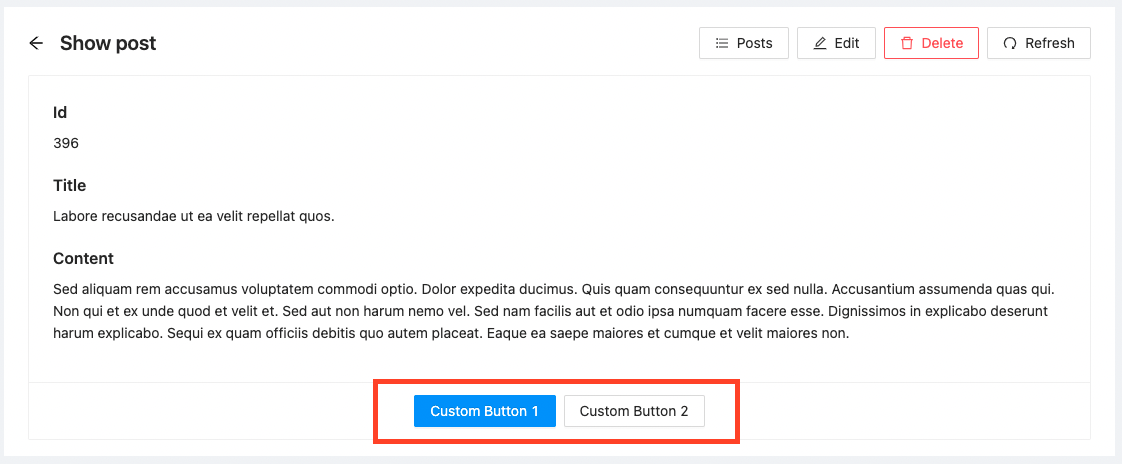 Show post
Posts
Edit
Delete
Refresh
Id
396
Title
Labore recusandae ut ea velit repellat quos.
Content
Sed aliquam rem accusamus voluptatem commodi optio. Dolor expedita ducimus. Quis quam consequuntur ex sed nulla. Accusantium assumenda quas qui.
Non qui et ex unde quod et velit et. Sed aut non harum nemo vel. Sed nam facilis aut et odio ipsa numquam facere esse. Dignissimos in explicabo deserunt
harum explicabo. Sequi ex quam officiis debitis quo autem placeat. Eaque ea saepe maiores et cumque et velit maiores non.
Custom Button 1
Custom Button 2